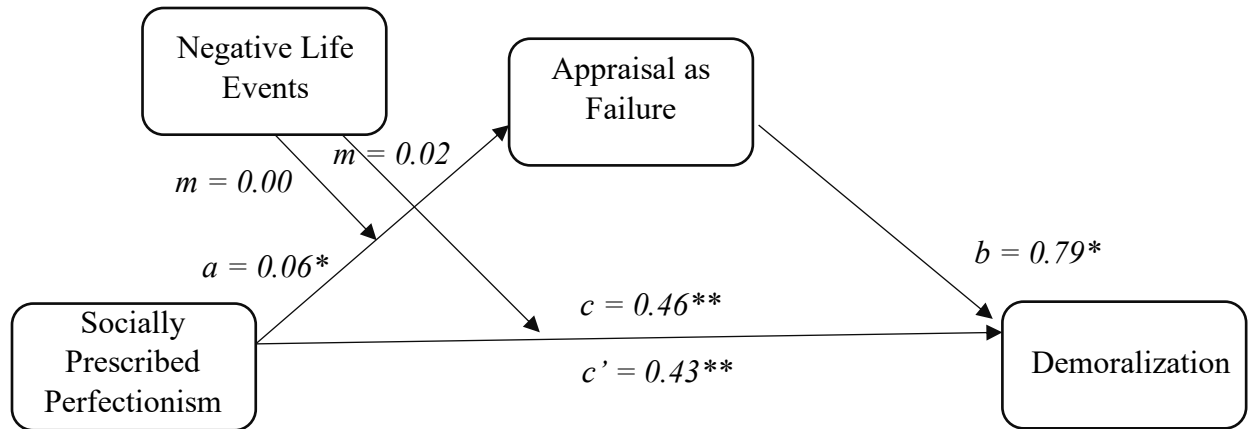 Negative Life
Events
Appraisal as
Failure
m = 0.02
m = 0.00
a = 0.06*
b = 0.79*
c = 0.46**
c’ = 0.43**
Socially
Prescribed
Perfectionism
Demoralization